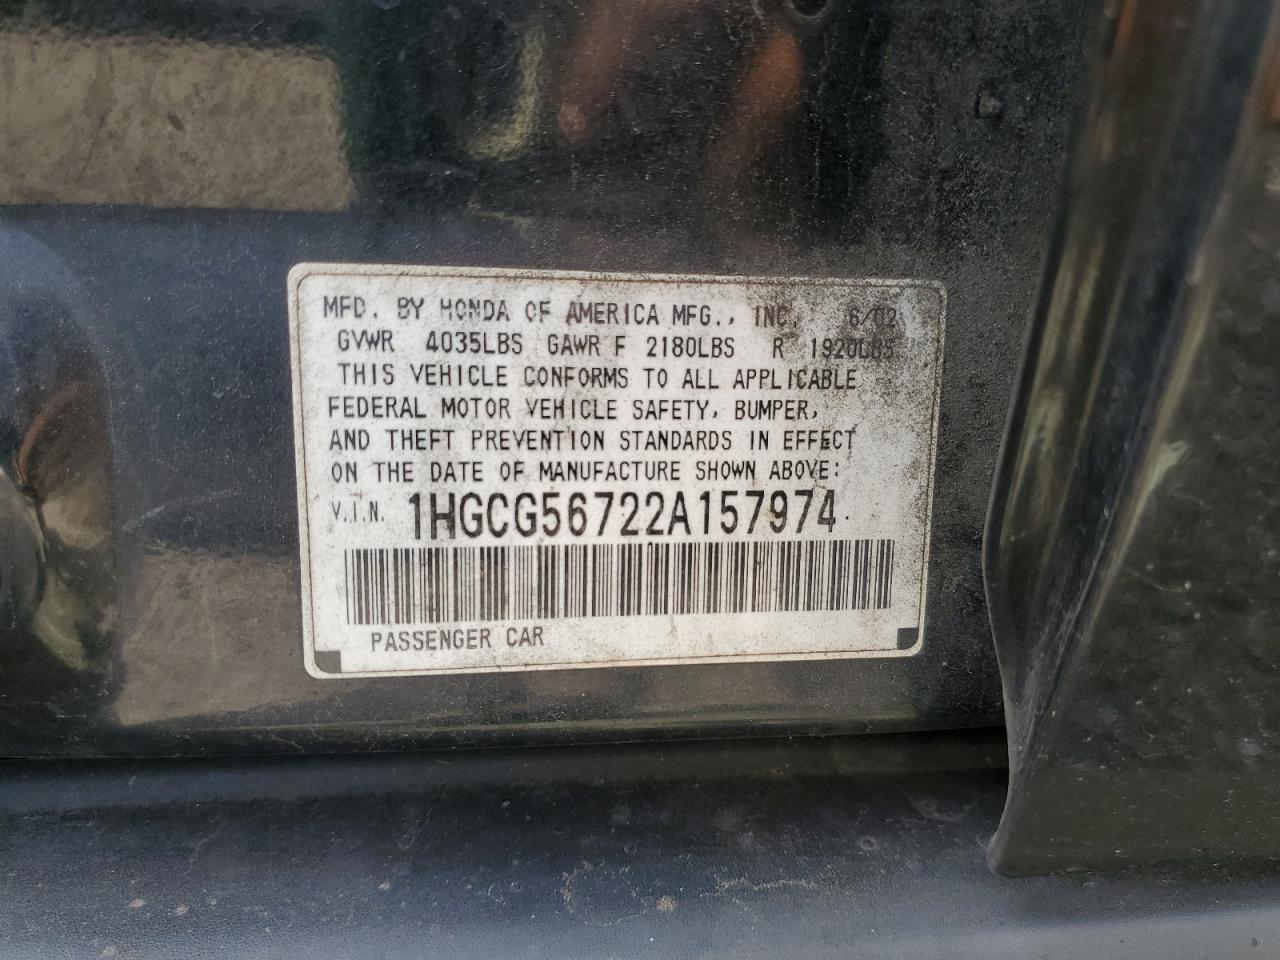 MFD. BY HONDA OF AMERICA MFG., INC. 6/02
GVWR 4035LBS GAWR F 2180LBS R 1920LBS
THIS VEHICLE CONFORMS TO ALL APPLICABLE
FEDERAL MOTOR VEHICLE SAFETY, BUMPER,
AND THEFT PREVENTION STANDARDS IN EFFECT
ON THE DATE OF MANUFACTURE SHOWN ABOVE:
V.I.N. 1HGCG56722A157974
PASSENGER CAR